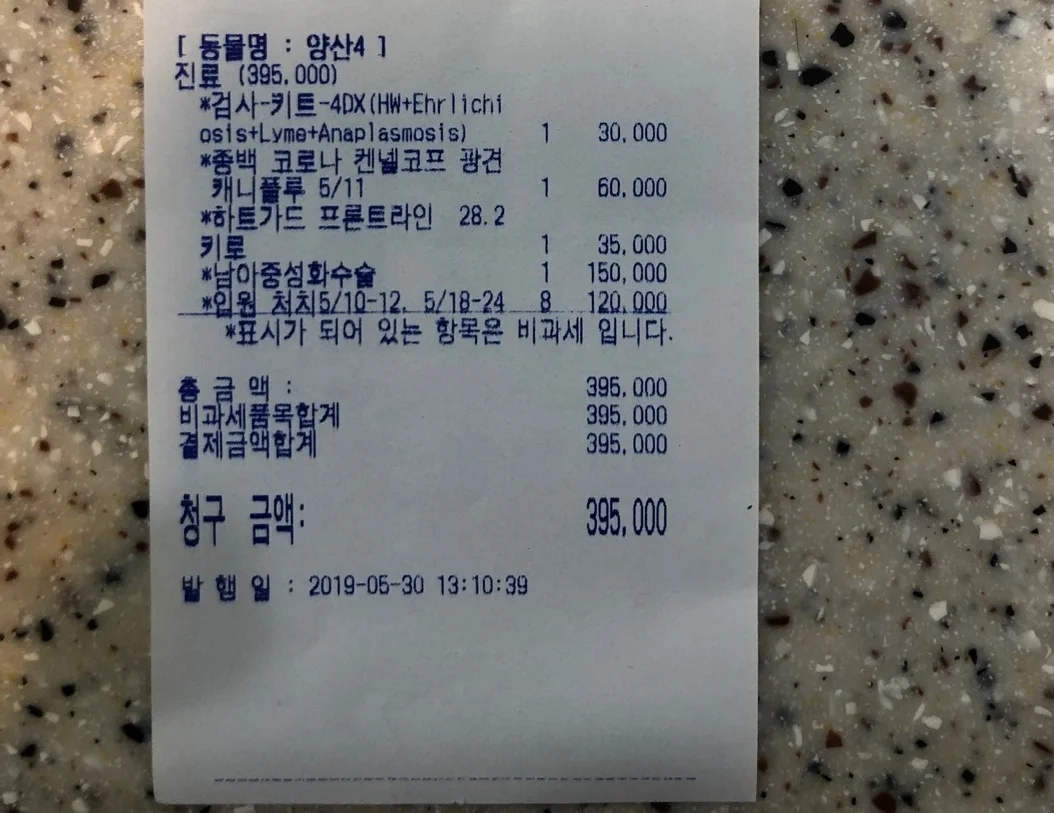 [ 동물명 : 양산4 ]
진료 (395,000)
*검사-키트-4DX(HW+Ehrlichi
osis+Lyme+Anaplasmosis) 1 30,000
*종백 코로나 켄넬코프 광견
캐니플루 5/11 1 60,000
*하트가드 프론트라인 28.2
키로 1 35,000
*남아중성화수술 1 150,000
*입원 처치5/10-12, 5/18-24 8 120,000
*표시가 되어 있는 항목은 비과세 입니다.
총 금 액 : 395,000
비과세품목합계 395,000
결제금액합계 395,000
청구 금액: 395,000
발 행 일 : 2019-05-30 13:10:39